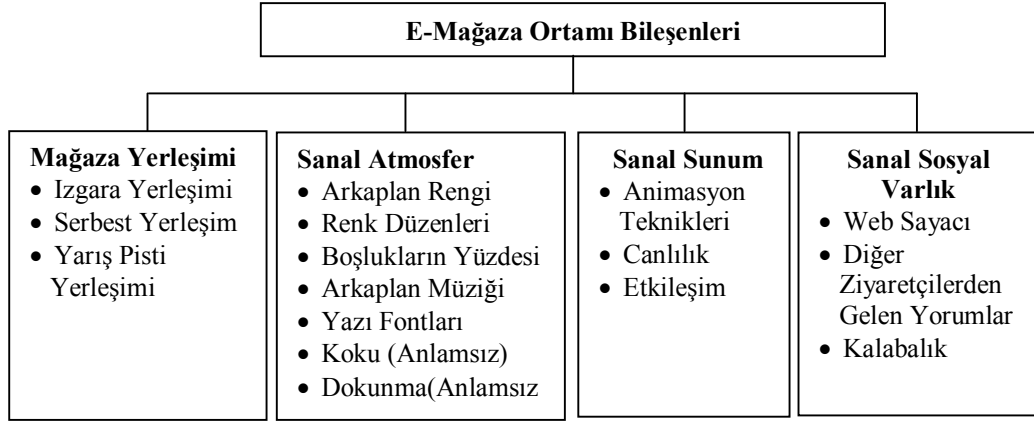 E-Mağaza Ortamı Bileşenleri
Mağaza Yerleşimi
• Izgara Yerleşimi
• Serbest Yerleşim
• Yarış Pisti
Yerleşimi
Sanal Atmosfer
• Arkaplan Rengi
• Renk Düzenleri
• Boşlukların Yüzdesi
• Arkaplan Müziği
• Yazı Fontları
• Koku (Anlamsız)
• Dokunma(Anlamsız
Sanal Sunum
• Animasyon
Teknikleri
• Canlılık
• Etkileşim
Sanal Sosyal
Varlık
• Web Sayacı
• Diğer
Ziyaretçilerden
Gelen Yorumlar
• Kalabalık